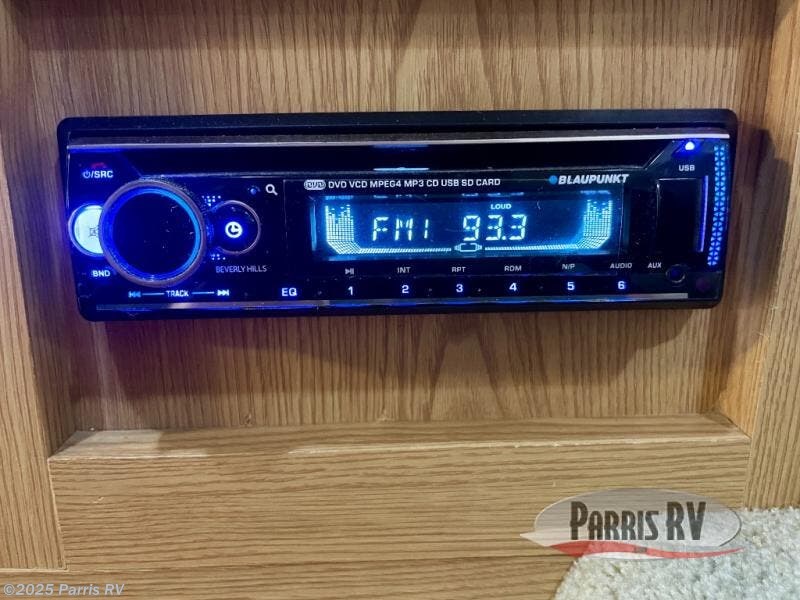 ⏻/SRC
DVD DVD VCD MPEG4 MP3 CD USB SD CARD
BLAUPUNKT
USB
LOUD
FM1 93.3
BND
BEVERLY HILLS
INT RPT RDM N/P AUDIO AUX
TRACK
EQ 1 2 3 4 5 6
PARRIS RV
©2025 Parris RV